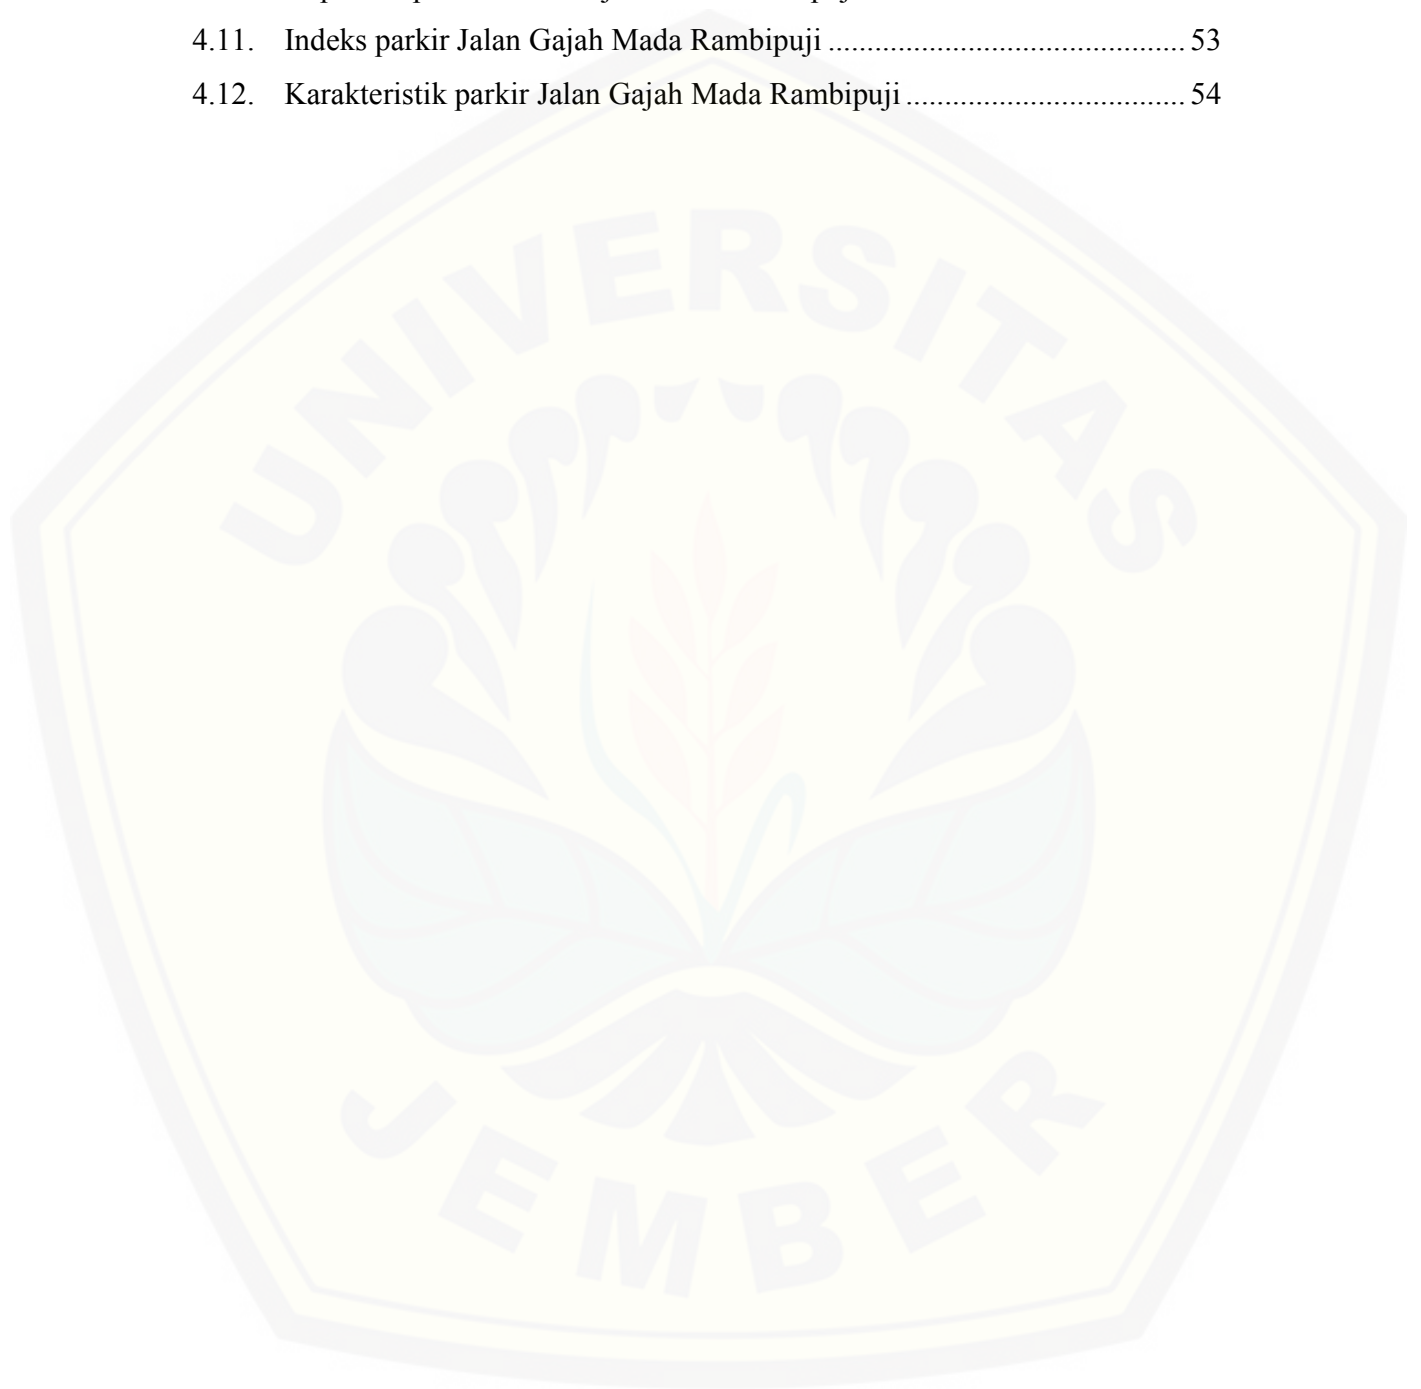 4.11. Indeks parkir Jalan Gajah Mada Rambipuji ............................................. 53
4.12. Karakteristik parkir Jalan Gajah Mada Rambipuji .................................... 54
UNIVERSITAS
JEMBER